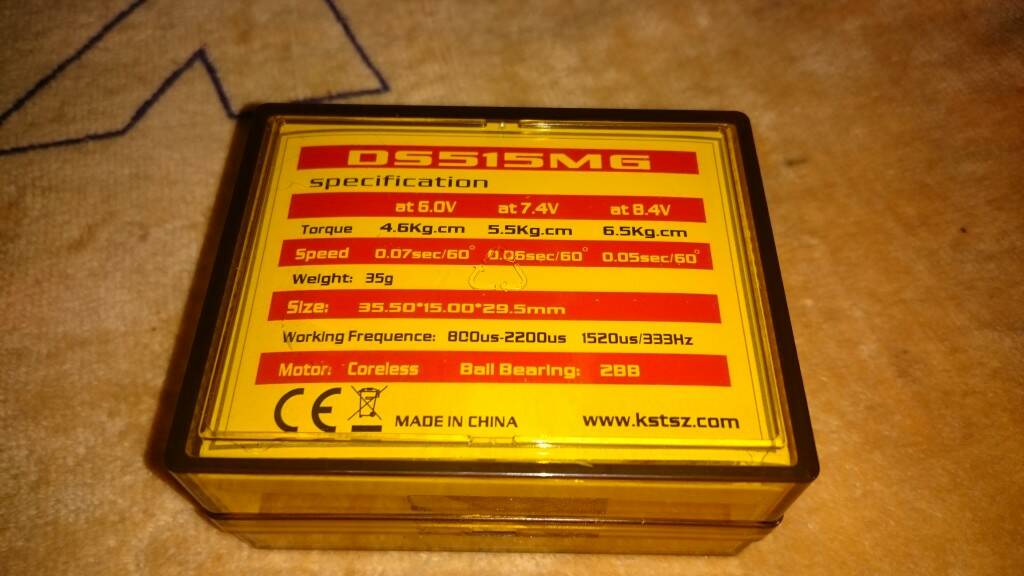 DS515MG
specification
at 6.0V at 7.4V at 8.4V
Torque 4.6Kg.cm 5.5Kg.cm 6.5Kg.cm
Speed 0.07sec/60° 0.06sec/60° 0.05sec/60°
Weight: 35g
Size: 35.50*15.00*29.5mm
Working Frequence: 800us-2200us 1520us/333Hz
Motor: Coreless Ball Bearing: 2BB
CE MADE IN CHINA www.kstsz.com